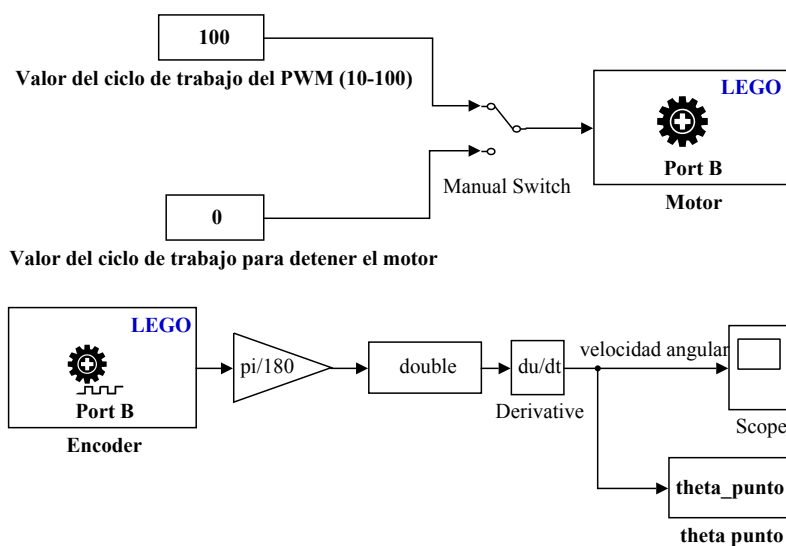 100
Valor del ciclo de trabajo del PWM (10-100)
LEGO
Port B
Manual Switch
Motor
0
Valor del ciclo de trabajo para detener el motor
LEGO
Port B
Encoder
pi/180
double
du/dt
Derivative
velocidad angular
Scope
theta_punto
theta punto